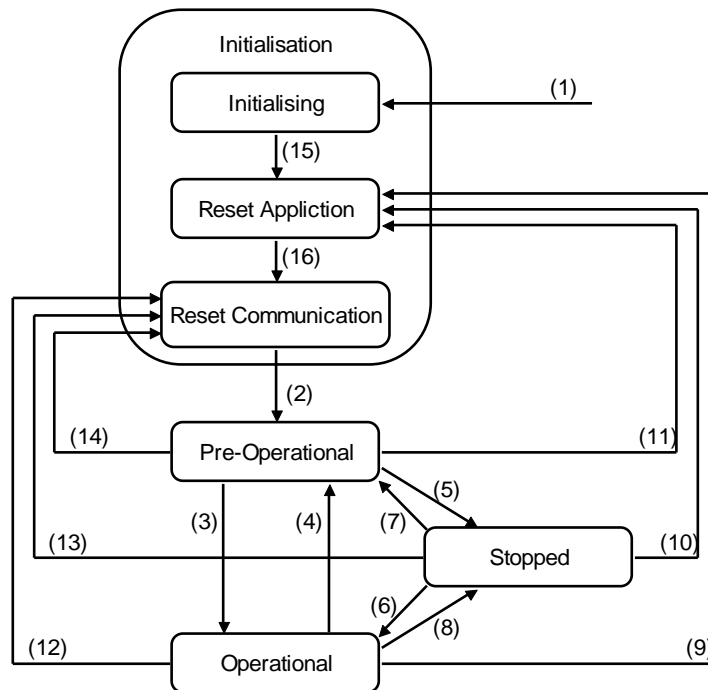 Initialisation
(1)
Initialising
(15)
Reset Appliction
(16)
Reset Communication
(2)
(14)
Pre-Operational
(11)
(5)
(3)
(4)
(7)
(13)
Stopped
(10)
(6)
(8)
(12)
Operational
(9)